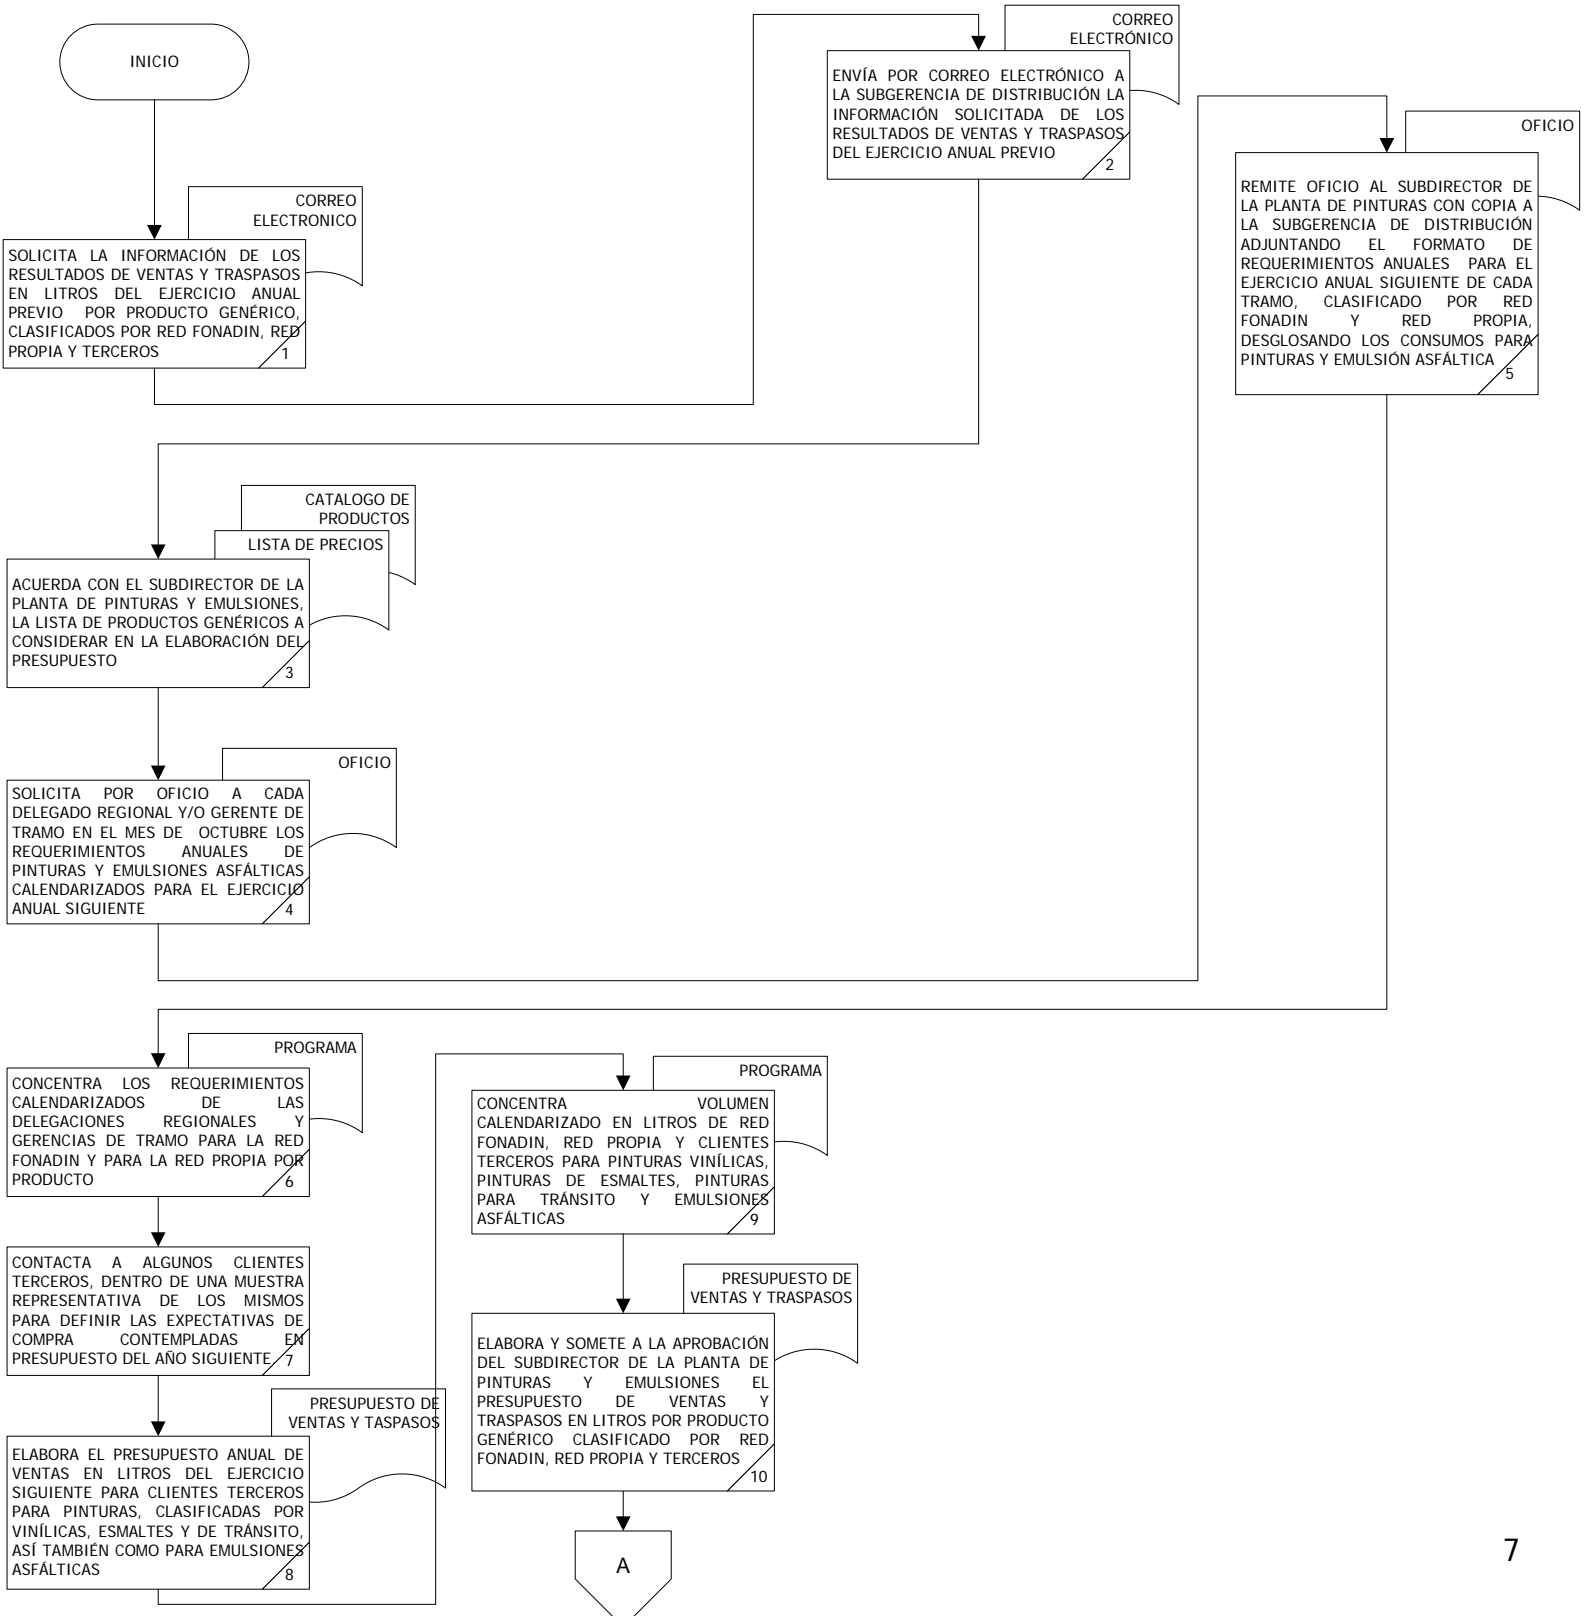 INICIO
CORREO
ELECTRONICO
SOLICITA LA INFORMACIÓN DE LOS
RESULTADOS DE VENTAS Y TRASPASOS
EN LITROS DEL EJERCICIO ANUAL
PREVIO POR PRODUCTO GENÉRICO,
CLASIFICADOS POR RED FONADIN, RED
PROPIA Y TERCEROS
1
CORREO
ELECTRÓNICO
ENVÍA POR CORREO ELECTRÓNICO A
LA SUBGERENCIA DE DISTRIBUCIÓN LA
INFORMACIÓN SOLICITADA DE LOS
RESULTADOS DE VENTAS Y TRASPASOS
DEL EJERCICIO ANUAL PREVIO
2
CATALOGO DE
PRODUCTOS
LISTA DE PRECIOS
ACUERDA CON EL SUBDIRECTOR DE LA
PLANTA DE PINTURAS Y EMULSIONES,
LA LISTA DE PRODUCTOS GENÉRICOS A
CONSIDERAR EN LA ELABORACIÓN DEL
PRESUPUESTO
3
OFICIO
SOLICITA POR OFICIO A CADA
DELEGADO REGIONAL Y/O GERENTE DE
TRAMO EN EL MES DE OCTUBRE LOS
REQUERIMIENTOS ANUALES DE
PINTURAS Y EMULSIONES ASFÁLTICAS
CALENDARIZADOS PARA EL EJERCICIO
ANUAL SIGUIENTE
4
OFICIO
REMITE OFICIO AL SUBDIRECTOR DE
LA PLANTA DE PINTURAS CON COPIA A
LA SUBGERENCIA DE DISTRIBUCIÓN
ADJUNTANDO EL FORMATO DE
REQUERIMIENTOS ANUALES PARA EL
EJERCICIO ANUAL SIGUIENTE DE CADA
TRAMO, CLASIFICADO POR RED
FONADIN Y RED PROPIA,
DESGLOSANDO LOS CONSUMOS PARA
PINTURAS Y EMULSIÓN ASFÁLTICA
5
PROGRAMA
CONCENTRA LOS REQUERIMIENTOS
CALENDARIZADOS DE LAS
DELEGACIONES REGIONALES Y
GERENCIAS DE TRAMO PARA LA RED
FONADIN Y PARA LA RED PROPIA POR
PRODUCTO
6
CONTACTA A ALGUNOS CLIENTES
TERCEROS, DENTRO DE UNA MUESTRA
REPRESENTATIVA DE LOS MISMOS
PARA DEFINIR LAS EXPECTATIVAS DE
COMPRA CONTEMPLADAS EN
PRESUPUESTO DEL AÑO SIGUIENTE.
7
PRESUPUESTO DE
VENTAS Y TASPASOS
ELABORA EL PRESUPUESTO ANUAL DE
VENTAS EN LITROS DEL EJERCICIO
SIGUIENTE PARA CLIENTES TERCEROS
PARA PINTURAS, CLASIFICADAS POR
VINÍLICAS, ESMALTES Y DE TRÁNSITO,
ASÍ TAMBIÉN COMO PARA EMULSIONES
ASFÁLTICAS
8
PROGRAMA
CONCENTRA VOLUMEN
CALENDARIZADO EN LITROS DE RED
FONADIN, RED PROPIA Y CLIENTES
TERCEROS PARA PINTURAS VINÍLICAS,
PINTURAS DE ESMALTES, PINTURAS
PARA TRÁNSITO Y EMULSIONES
ASFÁLTICAS
9
PRESUPUESTO DE
VENTAS Y TRASPASOS
ELABORA Y SOMETE A LA APROBACIÓN
DEL SUBDIRECTOR DE LA PLANTA DE
PINTURAS Y EMULSIONES EL
PRESUPUESTO DE VENTAS Y
TRASPASOS EN LITROS POR PRODUCTO
GENÉRICO CLASIFICADO POR RED
FONADIN, RED PROPIA Y TERCEROS
10
A
7